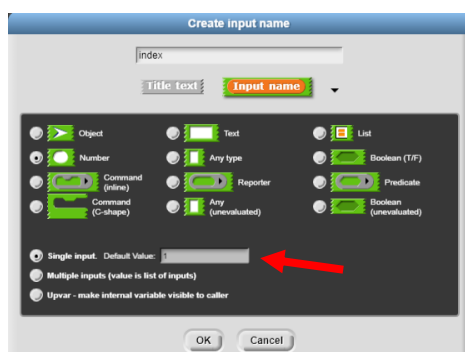 Create input name
index
Title text Input name
Object Text List
Number Any type Boolean (T/F)
Command (inline) Reporter Predicate
Command (C-shape) Any (unevaluated) Boolean (unevaluated)
Single input. Default Value: 1
Multiple inputs (value is list of inputs)
Upvar - make internal variable visible to caller
OK Cancel